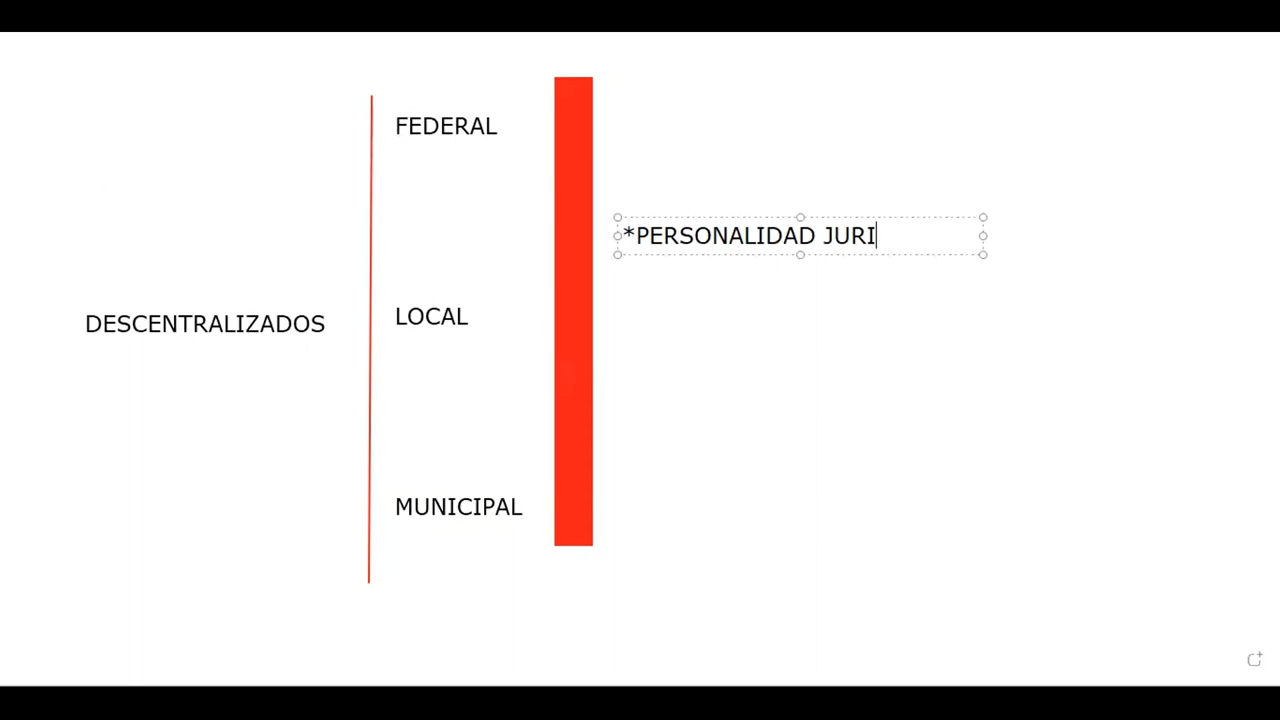 FEDERAL
*PERSONALIDAD JURI
DESCENTRALIZADOS
LOCAL
MUNICIPAL